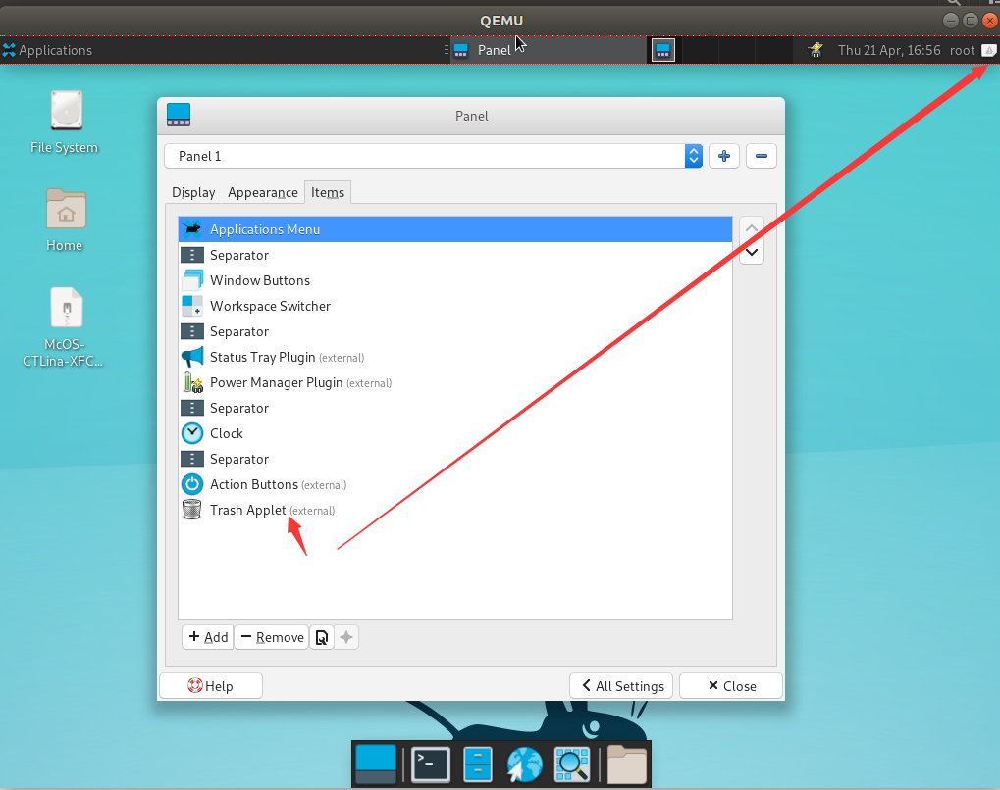 QEMU
Applications
Panel
Thu 21 Apr, 16:56 root
File System
Home
McOS-
CTLina-XFC...
Panel
Panel 1
Display Appearance Items
Applications Menu
Separator
Window Buttons
Workspace Switcher
Separator
Status Tray Plugin (external)
Power Manager Plugin (external)
Separator
Clock
Separator
Action Buttons (external)
Trash Applet (external)
Add Remove
Help
All Settings
Close